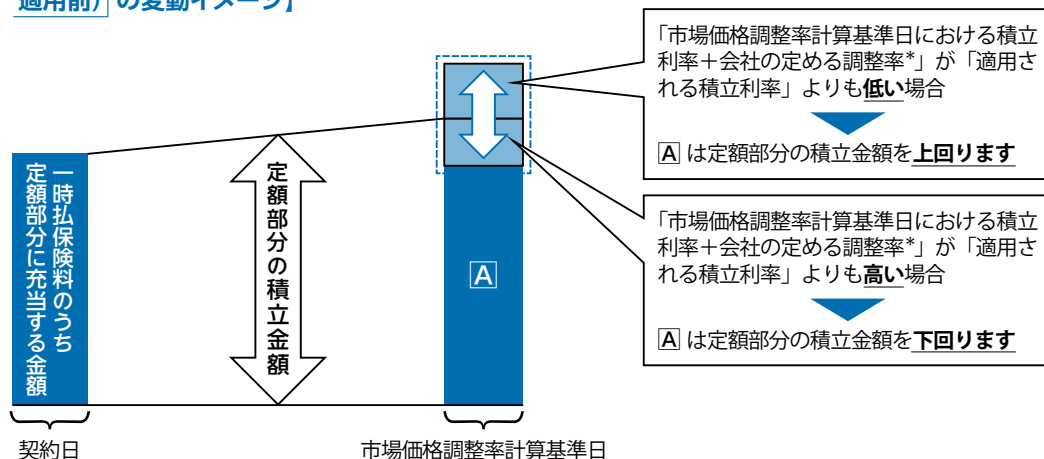 適用前）の変動イメージ】
「市場価格調整率計算基準日における積立
利率＋会社の定める調整率*」が「適用さ
れる積立利率」よりも低い場合
A は定額部分の積立金額を上回ります
「市場価格調整率計算基準日における積立
利率＋会社の定める調整率*」が「適用さ
れる積立利率」よりも高い場合
A は定額部分の積立金額を下回ります
一時払保険料のうち
定額部分に充当する金額
定額部分の積立金額
A
契約日
市場価格調整率計算基準日